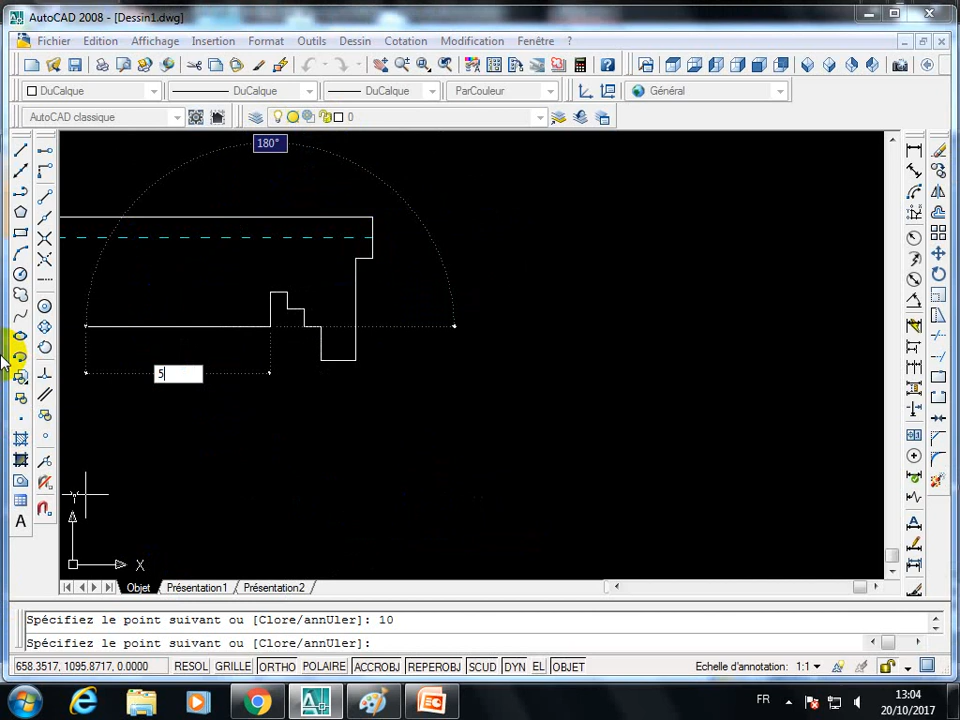 AutoCAD 2008 - [Dessin1.dwg]
Fichier Edition Affichage Insertion Format Outils Dessin Cotation Modification Fenêtre ?
DuCalque DuCalque DuCalque ParCouleur Général
AutoCAD classique 0
180°
5
X
Objet Présentation1 Présentation2
Spécifiez le point suivant ou [Clore/annUler]: 10
Spécifiez le point suivant ou [Clore/annUler]:
658.3517, 1095.8717, 0.0000 RESOL GRILLE ORTHO POLAIRE ACCROBJ REPEROBJ SCUD DYN EL OBJET Echelle d'annotation: 1:1
FR 13:04
20/10/2017